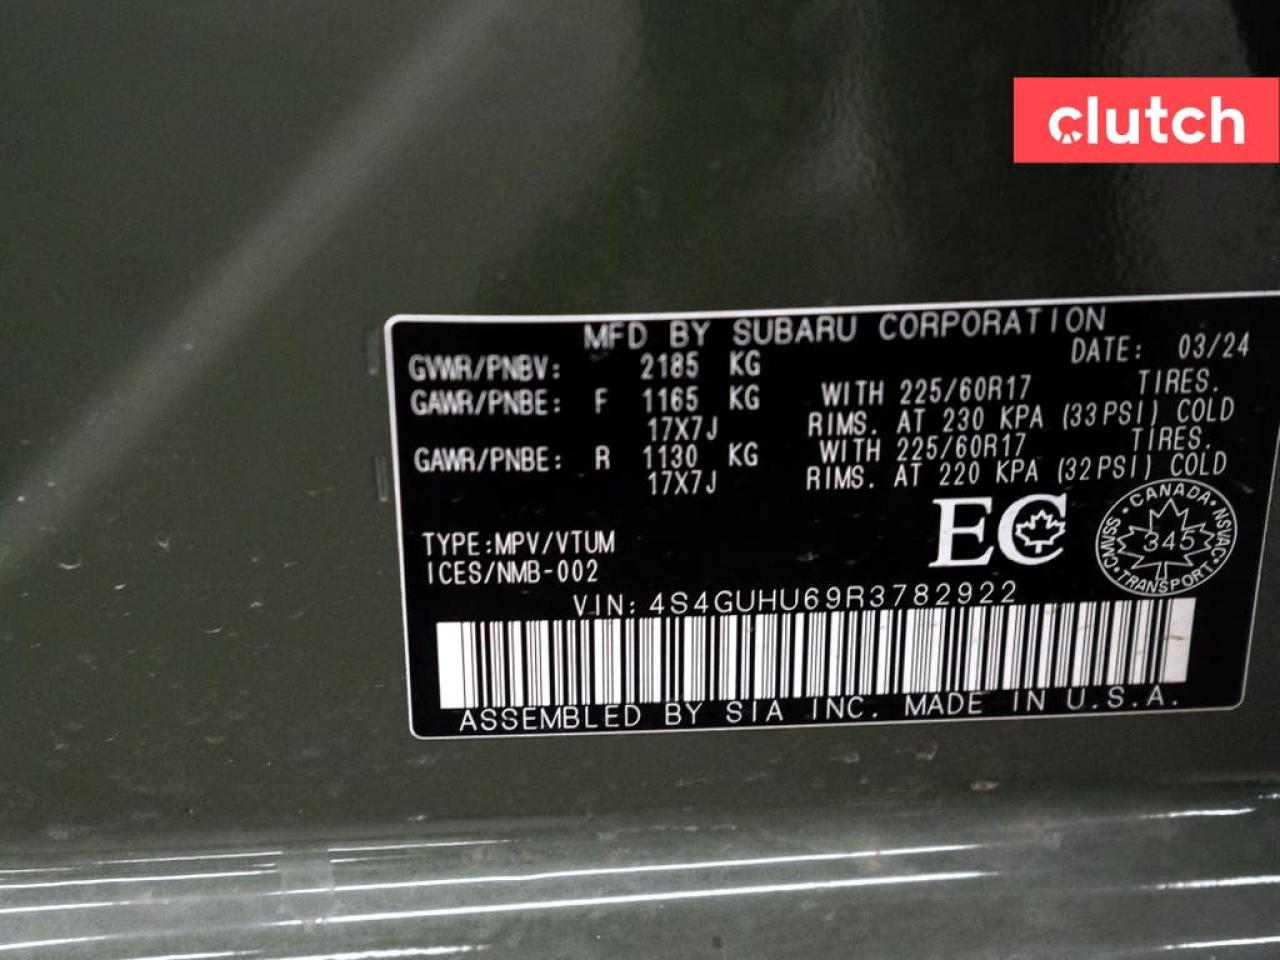 clutch
MFD BY SUBARU CORPORATION
DATE: 03/24
GVWR/PNBV: 2185 KG
GAWR/PNBE: F 1165 KG WITH 225/60R17 TIRES.
17X7J RIMS. AT 230 KPA (33PSI) COLD
GAWR/PNBE: R 1130 KG WITH 225/60R17 TIRES.
17X7J RIMS. AT 220 KPA (32PSI) COLD
TYPE:MPV/VTUM
ICES/NMB-002
EC
CMVSS·CANADA·NSVAC·TRANSPORT·
345
VIN: 4S4GUHU69R3782922
ASSEMBLED BY SIA INC. MADE IN U.S.A.